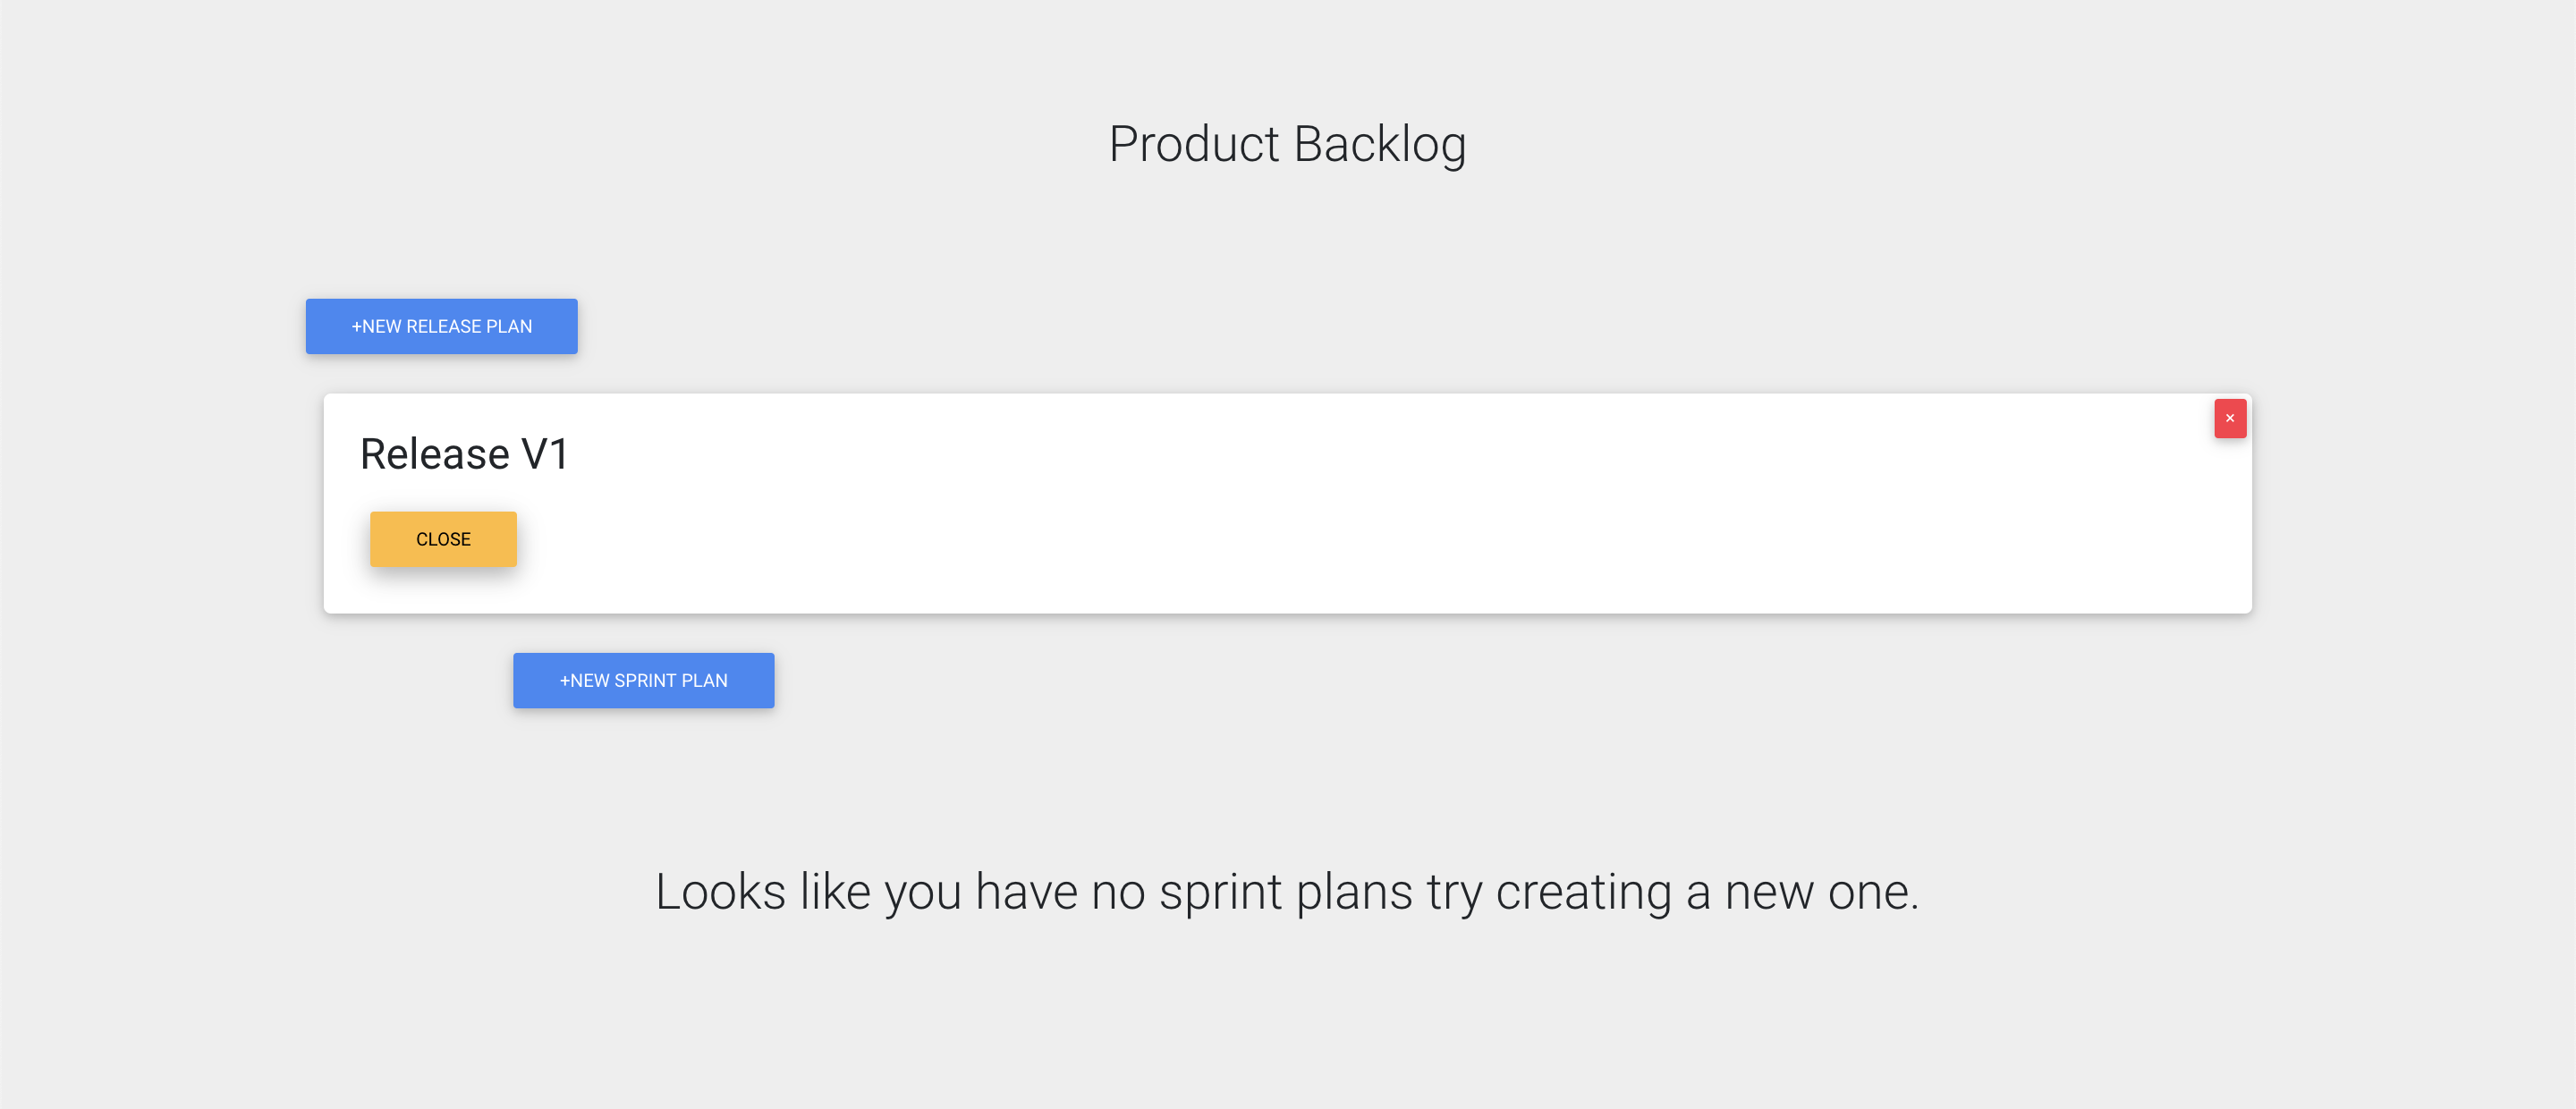 Product Backlog
+NEW RELEASE PLAN
×
Release V1
CLOSE
+NEW SPRINT PLAN
Looks like you have no sprint plans try creating a new one.